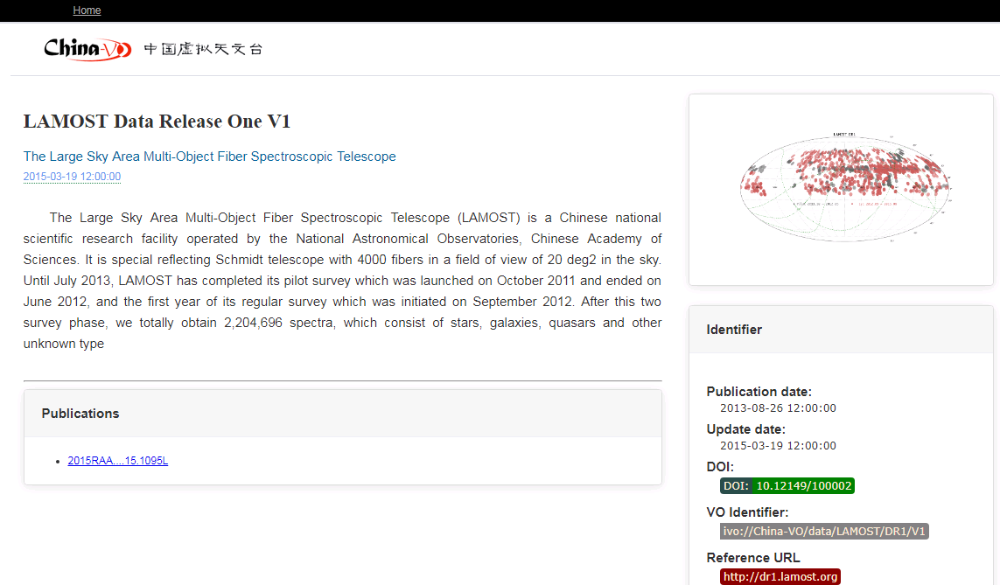 Home
China-VO 中国虚拟天文台
LAMOST Data Release One V1
The Large Sky Area Multi-Object Fiber Spectroscopic Telescope
2015-03-19 12:00:00
The Large Sky Area Multi-Object Fiber Spectroscopic Telescope (LAMOST) is a Chinese national
scientific research facility operated by the National Astronomical Observatories, Chinese Academy of
Sciences. It is special reflecting Schmidt telescope with 4000 fibers in a field of view of 20 deg2 in the sky.
Until July 2013, LAMOST has completed its pilot survey which was launched on October 2011 and ended on
June 2012, and the first year of its regular survey which was initiated on September 2012. After this two
survey phase, we totally obtain 2,204,696 spectra, which consist of stars, galaxies, quasars and other
unknown type
Publications
2015RAA....15.1095L
LAMOST DR1
Identifier
Publication date:
2013-08-26 12:00:00
Update date:
2015-03-19 12:00:00
DOI:
DOI: 10.12149/100002
VO Identifier:
ivo://China-VO/data/LAMOST/DR1/V1
Reference URL
http://dr1.lamost.org